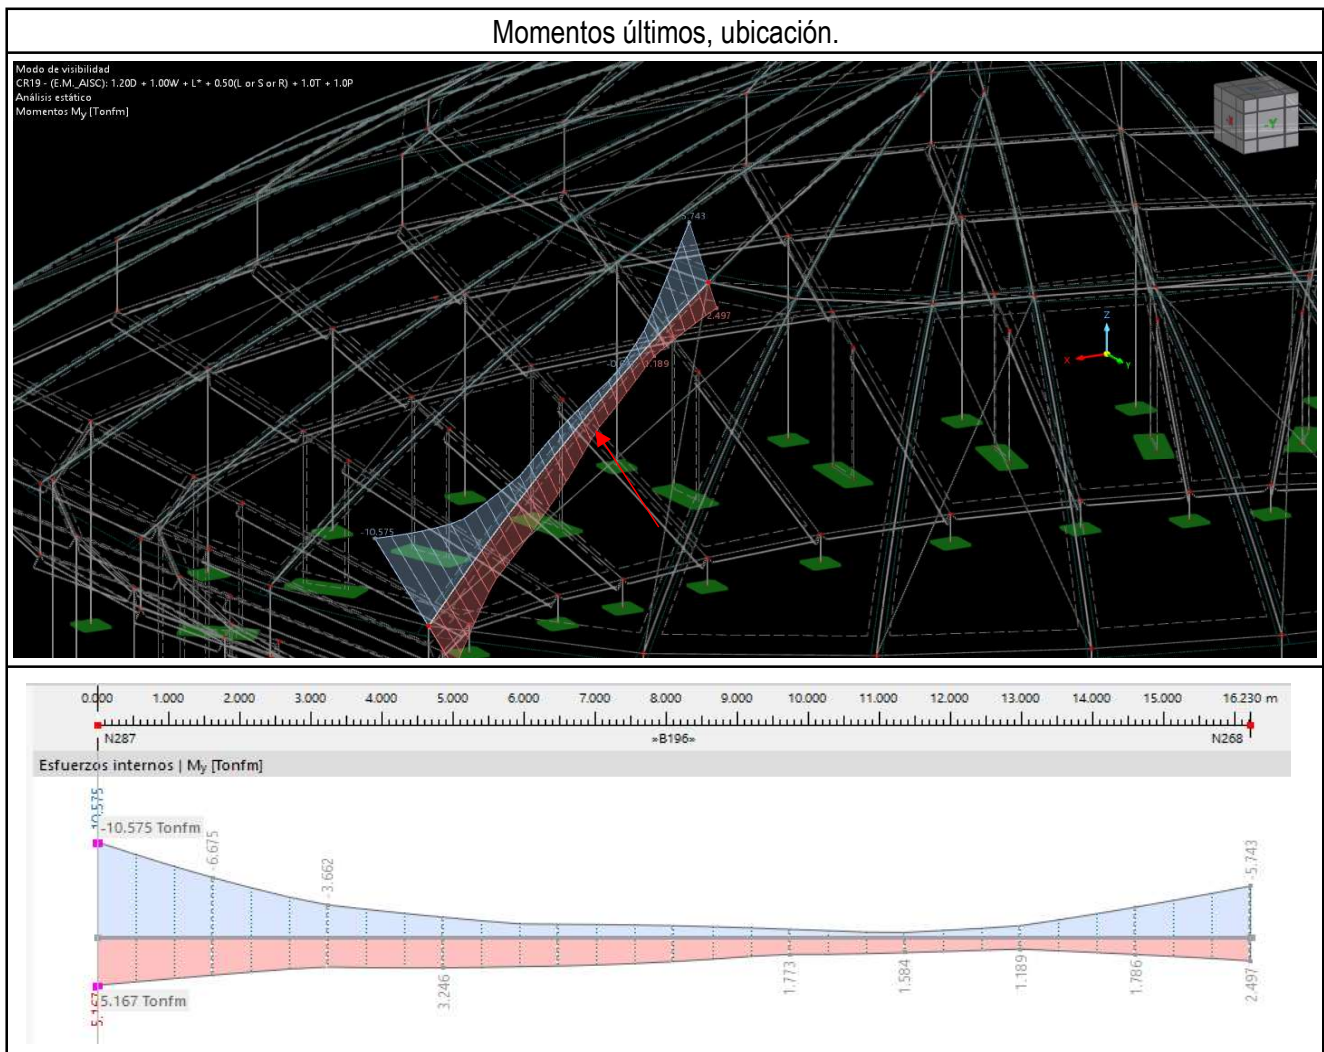 Momentos últimos, ubicación.
Modo de visibilidad
CR19 - (E.M._AISC): 1.20D + 1.00W + L* + 0.50(L or S or R) + 1.0T + 1.0P
Análisis estático
Momentos My [Tonfm]
-X
-Y
5.743
2.497
1.189
Z
X
Y
-10.575
0.000 1.000 2.000 3.000 4.000 5.000 6.000 7.000 8.000 9.000 10.000 11.000 12.000 13.000 14.000 15.000 16.230 m
N287 »B196» N268
Esfuerzos internos | My [Tonfm]
-10.575 Tonfm
-6.675
-3.662
-5.743
5.167 Tonfm
3.246
1.773
1.584
1.189
1.786
2.497